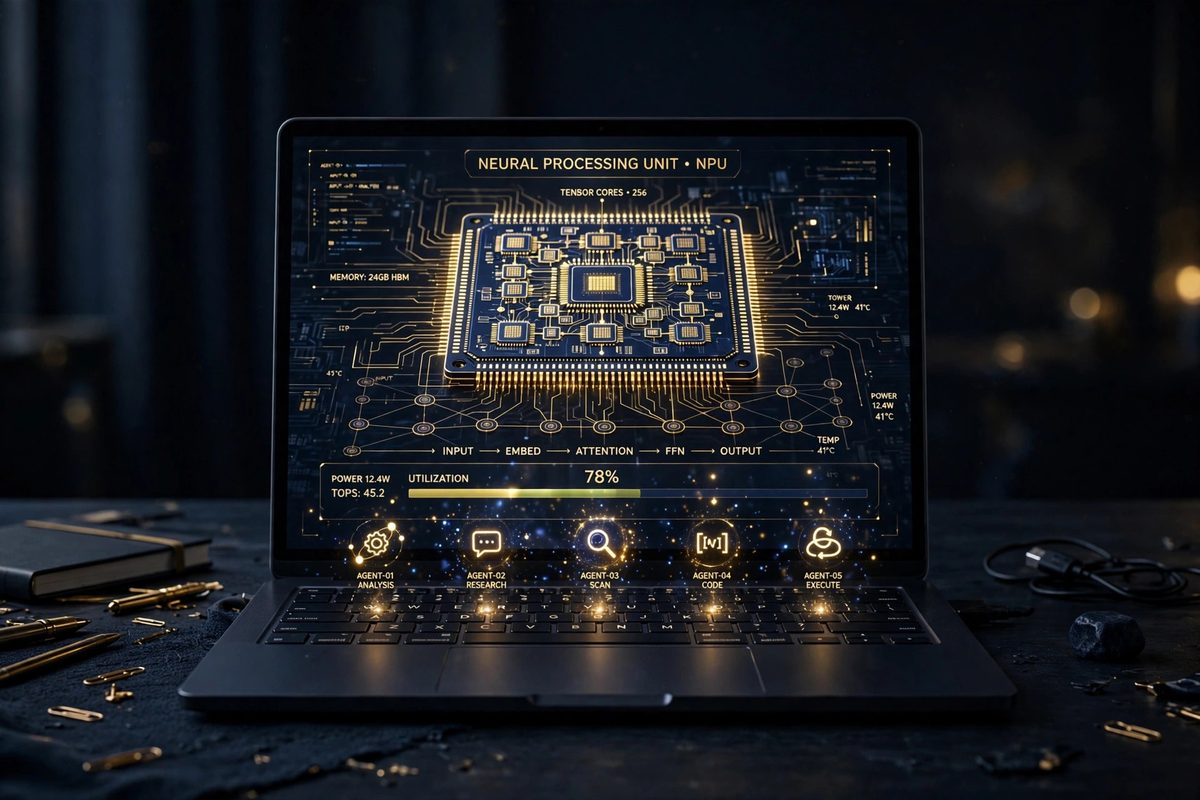 NEURAL PROCESSING UNIT • NPU
TENSOR CORES • 256
MEMORY: 24GB HBM
TOWER
12.4W 41°C
45°C
INPUT
POWER
12.4W
41°C
TEMP
41°C
INPUT
EMBED
ATTENTION
FFN
OUTPUT
POWER 12.4W
TOPS: 45.2
UTILIZATION
78%
AGENT-01
ANALYSIS
AGENT-02
RESEARCH
AGENT-03
SCAN
AGENT-04
CODE
AGENT-05
EXECUTE